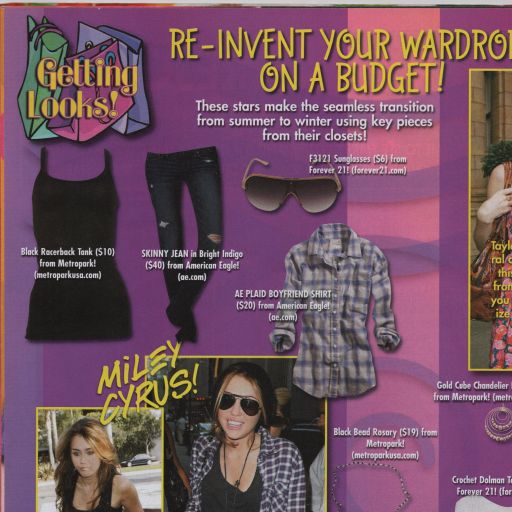 Getting
Looks!
RE-INVENT YOUR
ON A BUDGET!
These stars make the seamless transition
from summer to winter using key pieces
from their closets!
F3121 Sunglasses ($6) from
Forever 21! (forever21.com)
Black Racerback Tank ($10)
from Metropark!
(metroparkusa.com)
SKINNY JEAN in Bright Indigo
($40) from American Eagle!
(ae.com)
AE PLAID BOYFRIEND SHIRT
($20) from American Eagle!
(ae.com)
MILEY
CYRUS!
Black Bead Rosary ($19) from
Metropark!
(metroparkusa.com)
Gold Cube Chandelier
from Metropark!
Crochet Dolman
Forever 21!
this
you